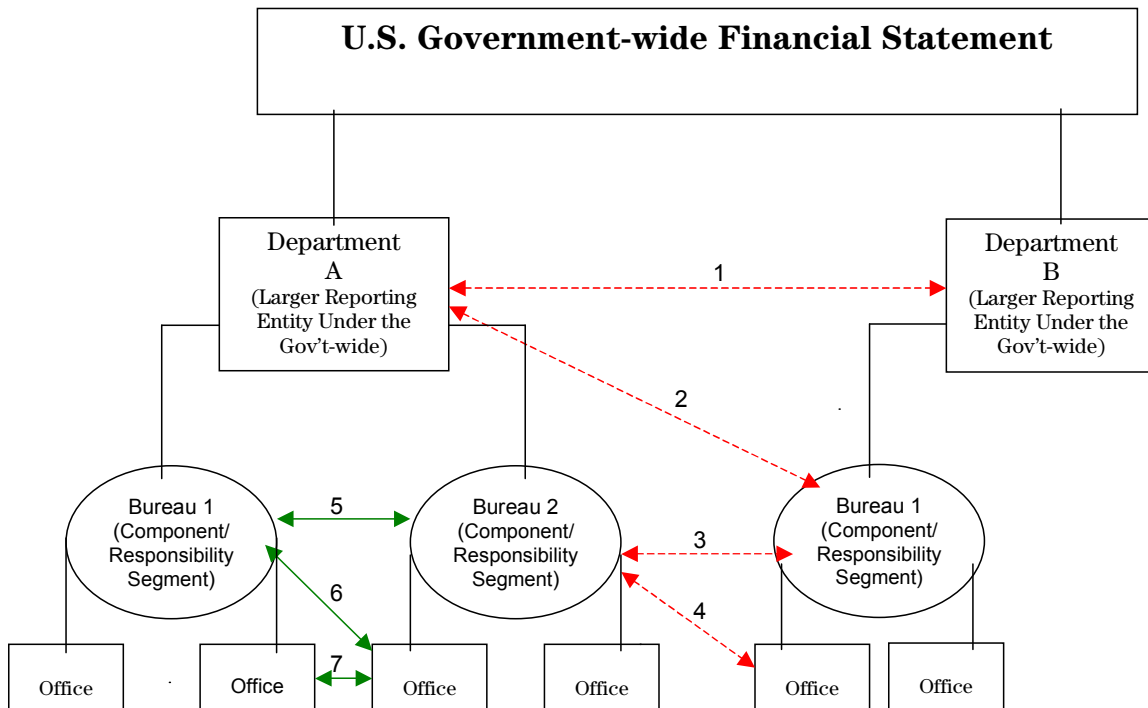 U.S. Government-wide Financial Statement
Department
A
(Larger Reporting
Entity Under the
Gov't-wide)
1
Department
B
(Larger Reporting
Entity Under the
Gov't-wide)
2
Bureau 1
(Component/
Responsibility
Segment)
5
Bureau 2
(Component/
Responsibility
Segment)
3
Bureau 1
(Component/
Responsibility
Segment)
6
4
7
Office
Office
Office
Office
Office
Office